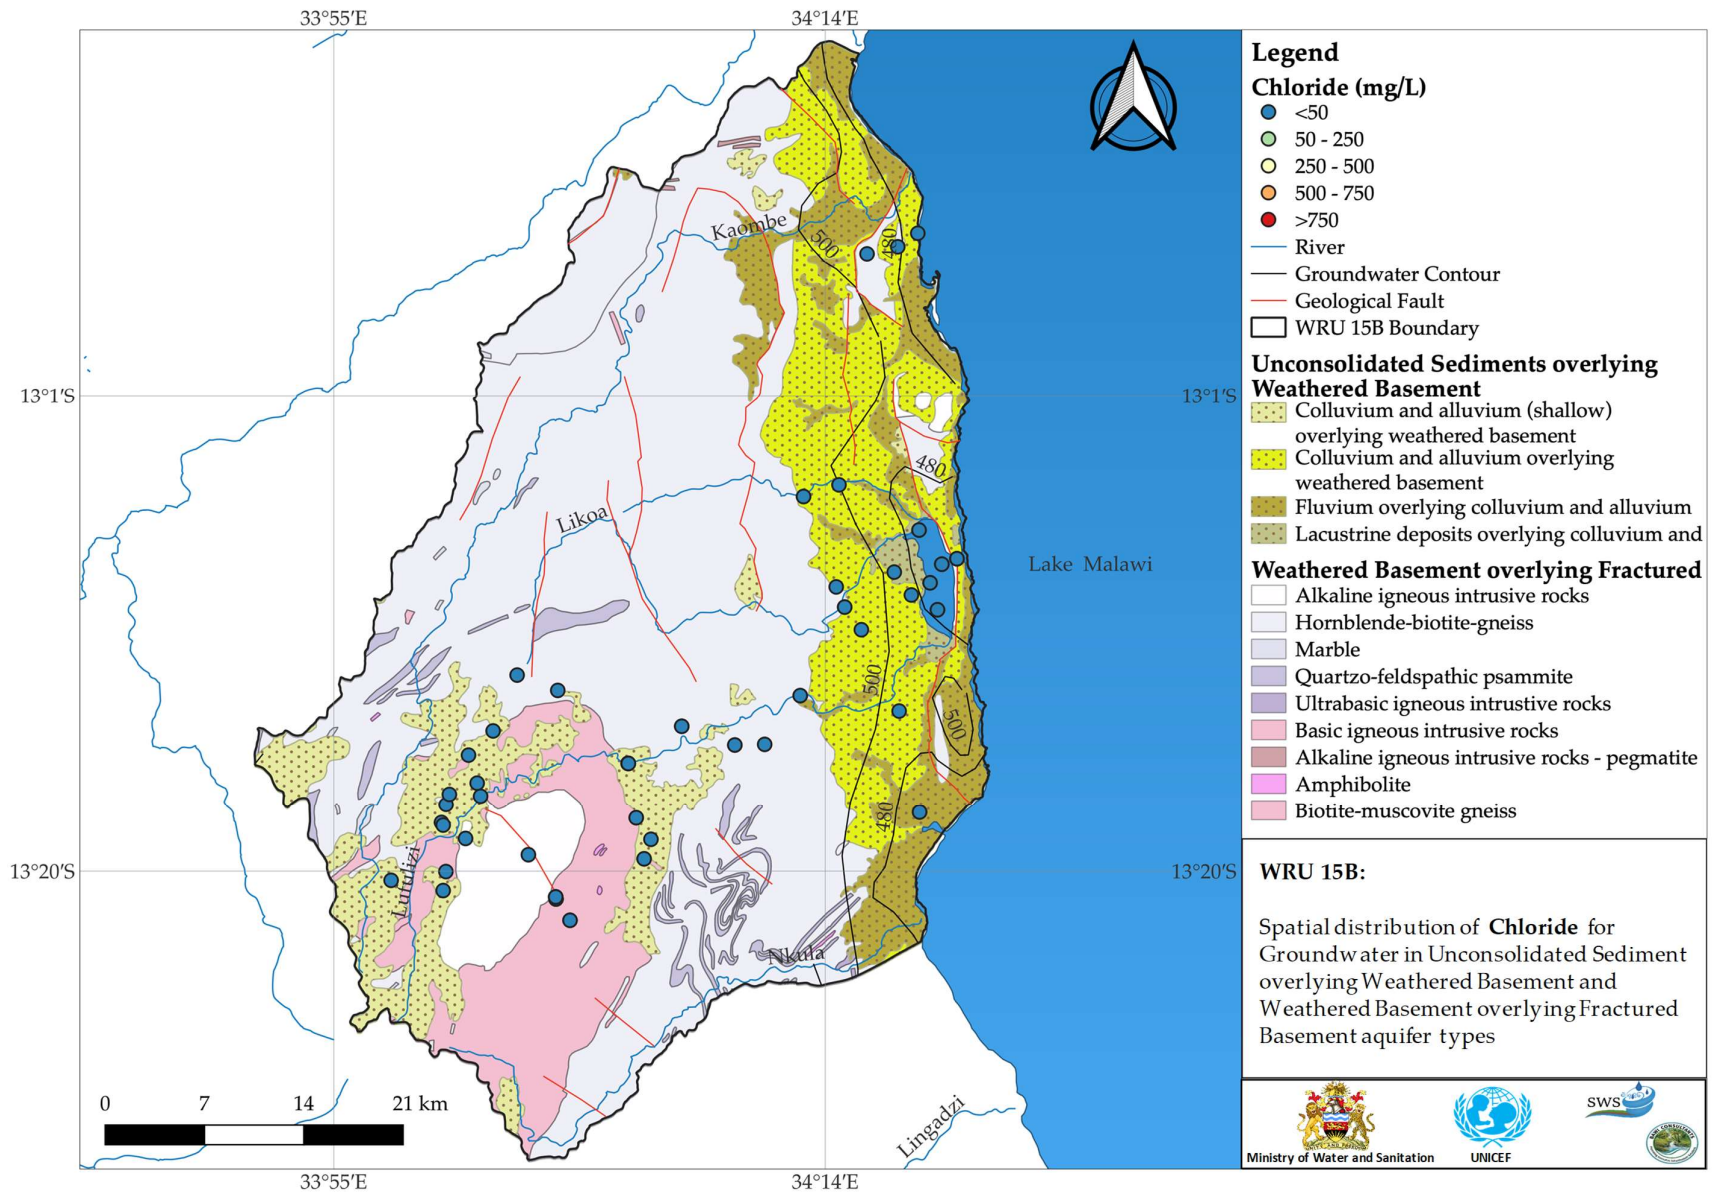 33°55'E
34°14'E
Kaombe
500
480
13°1'S
13°1'S
480
Likoa
Lake Malawi
500
500
480
13°20'S
13°20'S
Lifulizi
Nkula
0 7 14 21 km
Lingadzi
33°55'E
34°14'E
Legend
Chloride (mg/L)
<50
50 - 250
250 - 500
500 - 750
>750
River
Groundwater Contour
Geological Fault
WRU 15B Boundary
Unconsolidated Sediments overlying
Weathered Basement
Colluvium and alluvium (shallow)
overlying weathered basement
Colluvium and alluvium overlying
weathered basement
Fluvium overlying colluvium and alluvium
Lacustrine deposits overlying colluvium and
Weathered Basement overlying Fractured
Alkaline igneous intrusive rocks
Hornblende-biotite-gneiss
Marble
Quartzo-feldspathic psammite
Ultrabasic igneous intrustive rocks
Basic igneous intrusive rocks
Alkaline igneous intrusive rocks - pegmatite
Amphibolite
Biotite-muscovite gneiss
WRU 15B:
Spatial distribution of Chloride for
Groundwater in Unconsolidated Sediment
overlying Weathered Basement and
Weathered Basement overlying Fractured
Basement aquifer types
SWS
Ministry of Water and Sanitation
UNICEF